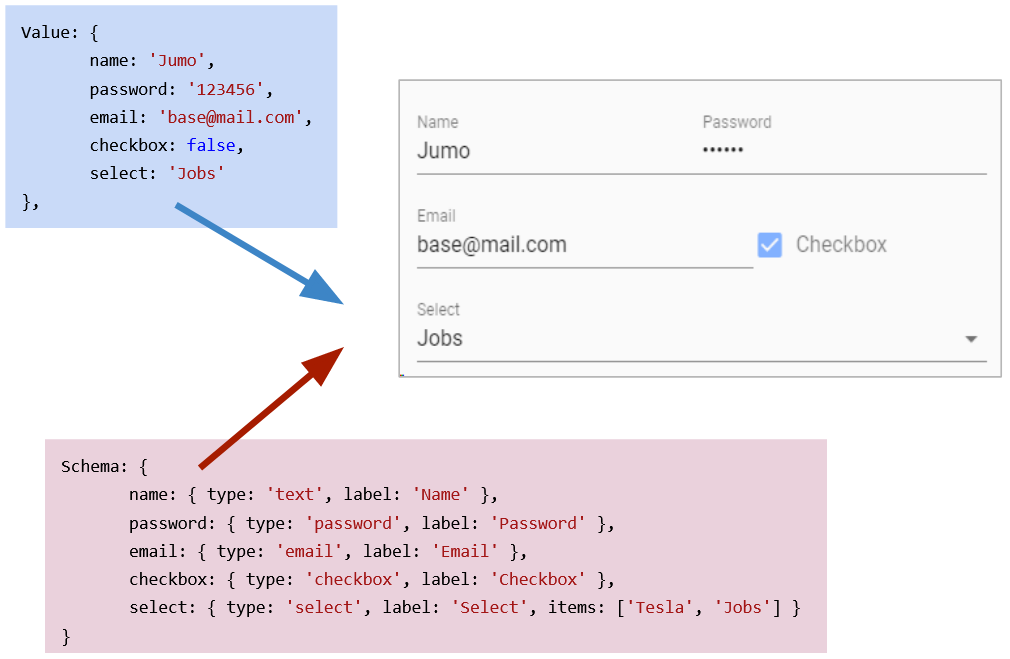 Value: {
name: 'Jumo',
password: '123456',
email: 'base@mail.com',
checkbox: false,
select: 'Jobs'
},
Name Password
Jumo ••••••
Email
base@mail.com Checkbox
Select
Jobs
Schema: {
name: { type: 'text', label: 'Name' },
password: { type: 'password', label: 'Password' },
email: { type: 'email', label: 'Email' },
checkbox: { type: 'checkbox', label: 'Checkbox' },
select: { type: 'select', label: 'Select', items: ['Tesla', 'Jobs'] }
}